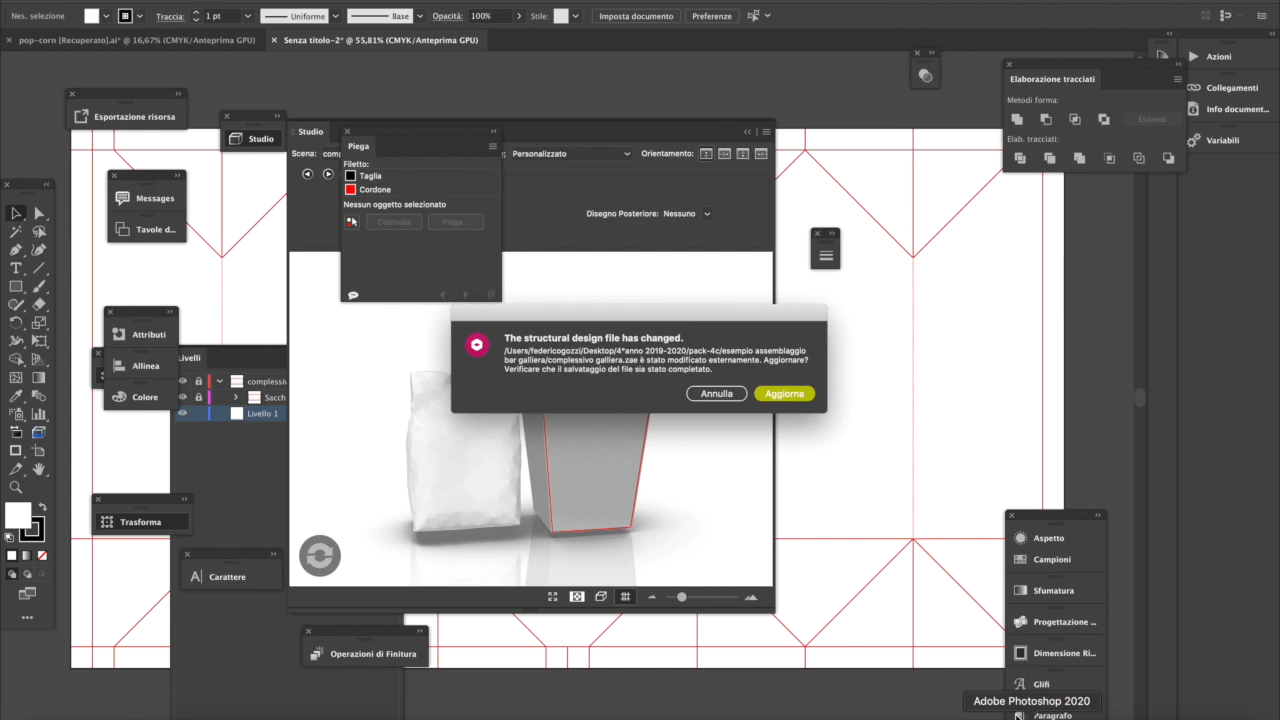 Nes. selezione
Traccia:
1 pt
Uniforme
Base
Opacità:
100%
Stile:
Imposta documento
Preferenze
pop-corn [Recuperato].ai* @ 16,67% (CMYK/Anteprima GPU)
Senza titolo-2* @ 55,81% (CMYK/Anteprima GPU)
Azioni
Elaborazione tracciati
Collegamenti
Metodi forma:
Info document...
Espandi
Esportazione risorsa
Studio
Studio
Variabili
Elab. tracciati:
Piega
Scena:
Personalizzato
Orientamento:
Filetto:
Taglia
Cordone
Messages
Nessun oggetto selezionato
Disegno Posteriore: Nessuno
Controlla
Piega...
Tavole d...
Attributi
The structural design file has changed.
/Users/federicogozzi/Desktop/4°anno 2019-2020/pack-4c/esempio assemblaggio
bar galliera/complessivo galliera.zae è stato modificato esternamente. Aggiornare?
Verificare che il salvataggio del file sia stato completato.
Annulla
Aggiorna
Livelli
Allinea
complessiv
Colore
Sacch
Livello 1
Trasforma
Aspetto
Campioni
Carattere
Sfumatura
Progettazione ...
Operazioni di Finitura
Dimensione Ri...
Glifi
Adobe Photoshop 2020
Paragrafo